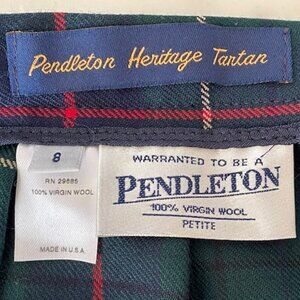 Pendleton Heritage Tartan
8
RN 29685
100% VIRGIN WOOL
MADE IN U.S.A.
WARRANTED TO BE A
PENDLETON
100% VIRGIN WOOL
PETITE